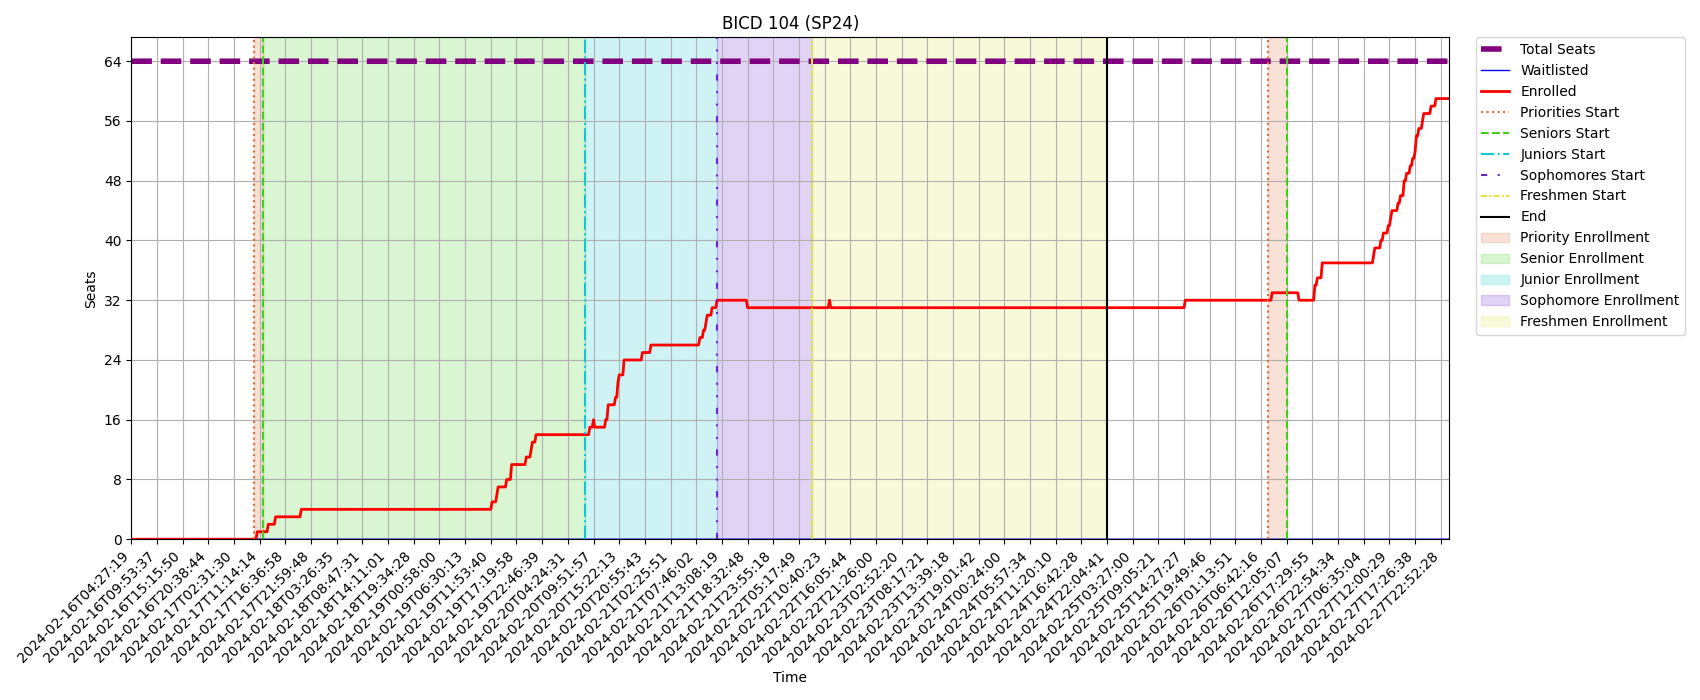 BICD 104 (SP24)
Seats
64
56
48
40
32
24
16
8
0
2024-02-16T04:27:19
2024-02-16T09:53:37
2024-02-16T15:15:50
2024-02-16T20:38:44
2024-02-17T02:31:30
2024-02-17T11:14:14
2024-02-17T16:36:58
2024-02-17T21:59:48
2024-02-18T03:26:35
2024-02-18T08:47:31
2024-02-18T14:11:01
2024-02-18T19:34:28
2024-02-19T00:58:00
2024-02-19T06:30:13
2024-02-19T11:53:40
2024-02-19T17:19:58
2024-02-19T22:46:39
2024-02-20T04:24:31
2024-02-20T09:51:57
2024-02-20T15:22:13
2024-02-20T20:55:43
2024-02-21T02:25:51
2024-02-21T07:46:02
2024-02-21T13:08:19
2024-02-21T18:32:48
2024-02-21T23:55:18
2024-02-22T05:17:49
2024-02-22T10:40:23
2024-02-22T16:05:44
2024-02-22T21:26:00
2024-02-23T02:52:20
2024-02-23T08:17:21
2024-02-23T13:39:18
2024-02-23T19:01:42
2024-02-24T00:24:00
2024-02-24T05:57:34
2024-02-24T11:20:10
2024-02-24T16:42:28
2024-02-24T22:04:41
2024-02-25T03:27:00
2024-02-25T09:05:21
2024-02-25T14:27:27
2024-02-25T19:49:46
2024-02-26T01:13:51
2024-02-26T06:42:16
2024-02-26T12:05:07
2024-02-26T17:29:55
2024-02-26T22:54:34
2024-02-27T06:35:04
2024-02-27T12:00:29
2024-02-27T17:26:38
2024-02-27T22:52:28
Time
Total Seats
Waitlisted
Enrolled
Priorities Start
Seniors Start
Juniors Start
Sophomores Start
Freshmen Start
End
Priority Enrollment
Senior Enrollment
Junior Enrollment
Sophomore Enrollment
Freshmen Enrollment